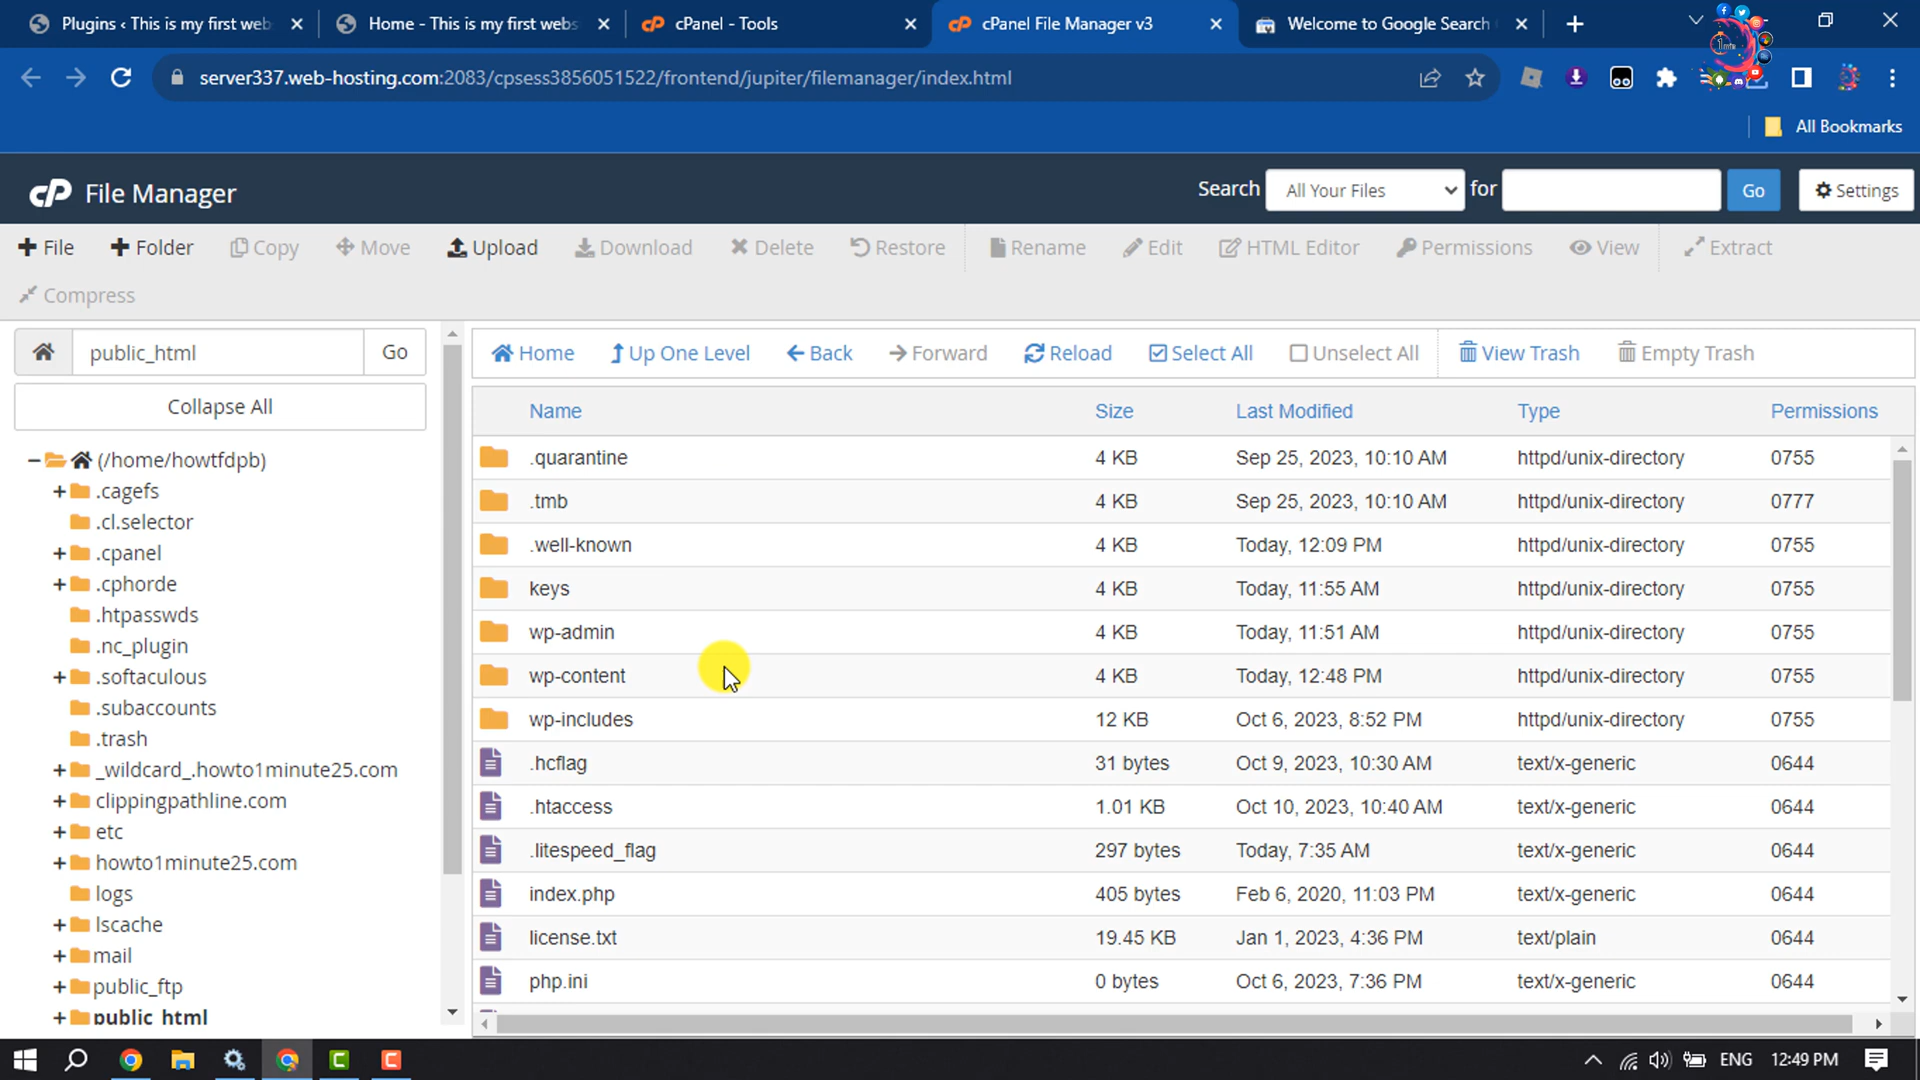 Plugins ‹ This is my first web
Home - This is my first webs
cPanel - Tools
cPanel File Manager v3
Welcome to Google Search
server337.web-hosting.com:2083/cpsess3856051522/frontend/jupiter/filemanager/index.html
All Bookmarks
cP File Manager
Search All Your Files for Go Settings
File Folder Copy Move Upload Download Delete Restore Rename Edit HTML Editor Permissions View Extract
Compress
public_html Go
Home Up One Level Back Forward Reload Select All Unselect All View Trash Empty Trash
Collapse All
(/home/howtfdpb)
.cagefs
.cl.selector
.cpanel
.cphorde
.htpasswds
.nc_plugin
.softaculous
.subaccounts
.trash
_wildcard_.howto1minute25.com
clippingpathline.com
etc
howto1minute25.com
logs
lscache
mail
public_ftp
public_html
Name Size Last Modified Type Permissions
.quarantine 4 KB Sep 25, 2023, 10:10 AM httpd/unix-directory 0755
.tmb 4 KB Sep 25, 2023, 10:10 AM httpd/unix-directory 0777
.well-known 4 KB Today, 12:09 PM httpd/unix-directory 0755
keys 4 KB Today, 11:55 AM httpd/unix-directory 0755
wp-admin 4 KB Today, 11:51 AM httpd/unix-directory 0755
wp-content 4 KB Today, 12:48 PM httpd/unix-directory 0755
wp-includes 12 KB Oct 6, 2023, 8:52 PM httpd/unix-directory 0755
.hcflag 31 bytes Oct 9, 2023, 10:30 AM text/x-generic 0644
.htaccess 1.01 KB Oct 10, 2023, 10:40 AM text/x-generic 0644
.litespeed_flag 297 bytes Today, 7:35 AM text/x-generic 0644
index.php 405 bytes Feb 6, 2020, 11:03 PM text/x-generic 0644
license.txt 19.45 KB Jan 1, 2023, 4:36 PM text/plain 0644
php.ini 0 bytes Oct 6, 2023, 7:36 PM text/x-generic 0644
ENG 12:49 PM